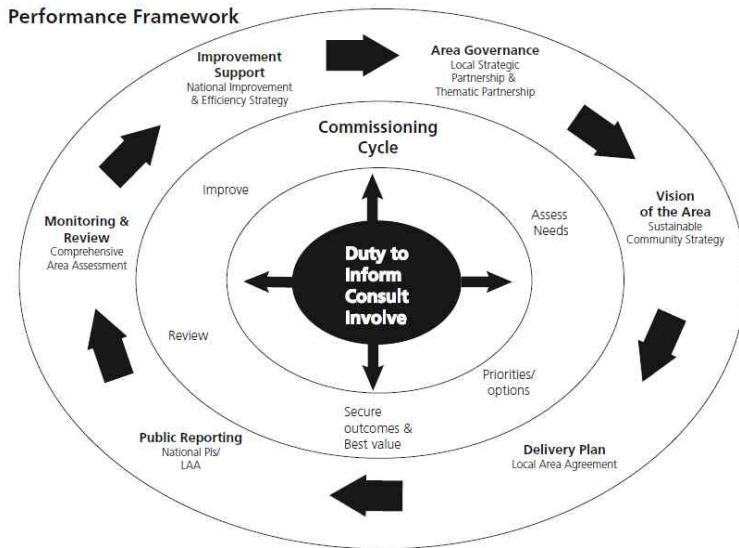 Performance Framework
Improvement
Support
National Improvement
& Efficiency Strategy
Area Governance
Local Strategic
Partnership &
Thematic Partnership
Commissioning
Cycle
Improve
Assess
Needs
Vision
of the Area
Sustainable
Community Strategy
Monitoring &
Review
Comprehensive
Area Assessment
Duty to
Inform
Consult
Involve
Review
Priorities/
options
Secure
outcomes &
Best value
Public Reporting
National PIs/
LAA
Delivery Plan
Local Area Agreement